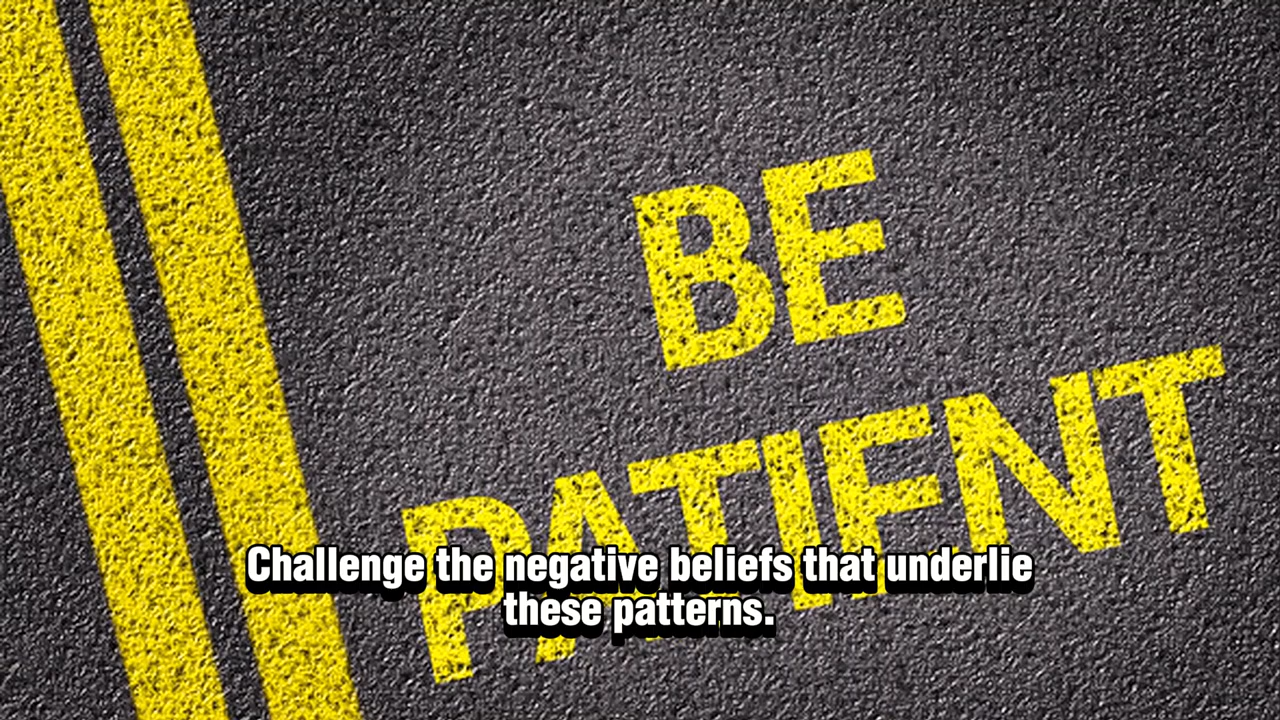 BE
PATIENT
Challenge the negative beliefs that underlie
these patterns.